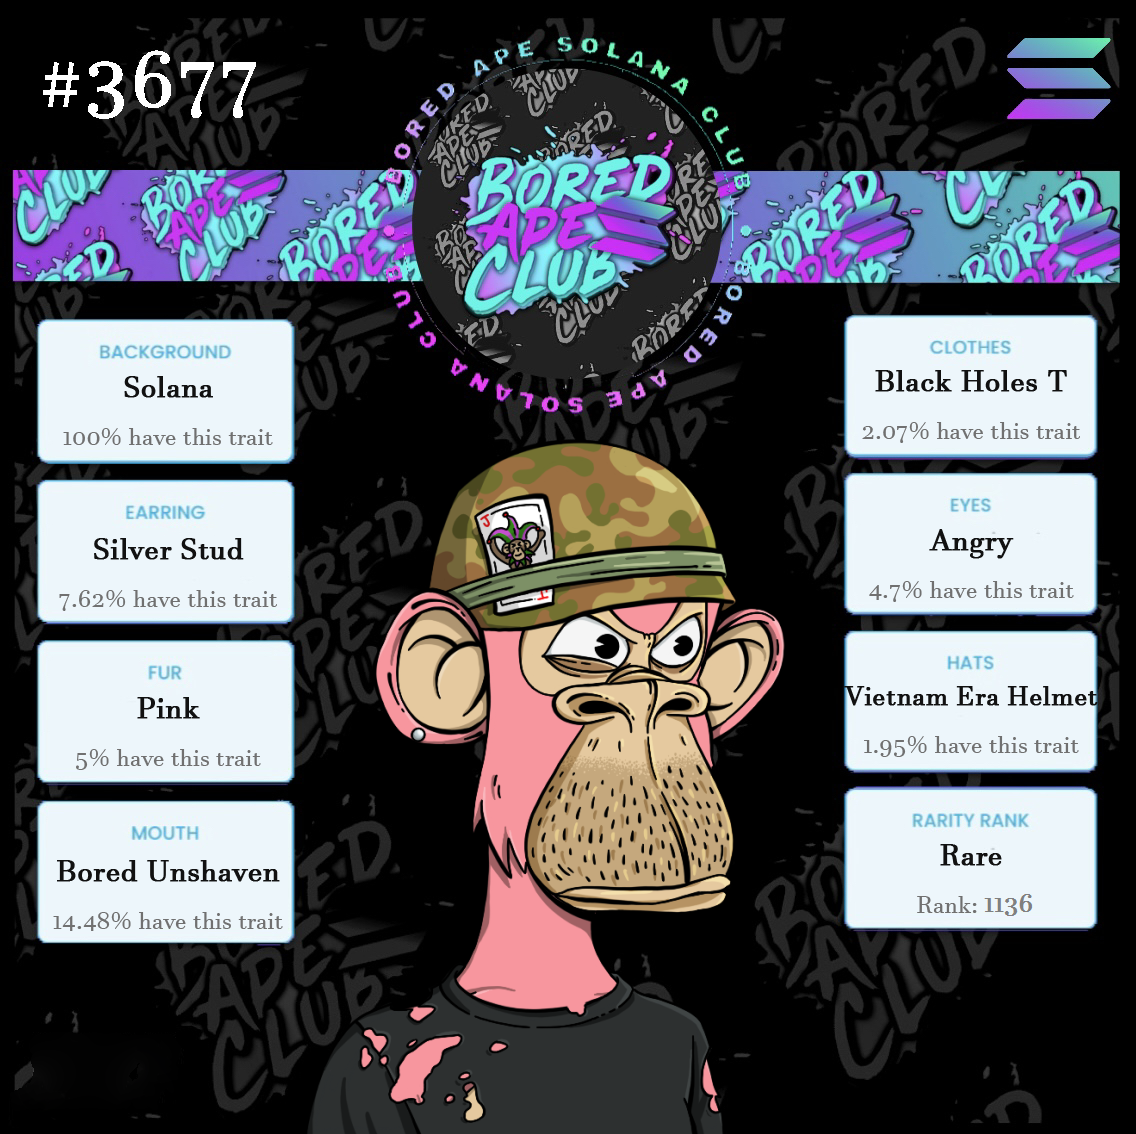 #3677
BORED APE SOLANA CLUB
BORED
APE
CLUB
BORED APE SOLANA CLUB
BACKGROUND
Solana
100% have this trait
EARRING
Silver Stud
7.62% have this trait
FUR
Pink
5% have this trait
MOUTH
Bored Unshaven
14.48% have this trait
CLOTHES
Black Holes T
2.07% have this trait
EYES
Angry
4.7% have this trait
HATS
Vietnam Era Helmet
1.95% have this trait
RARITY RANK
Rare
Rank: 1136
J
J